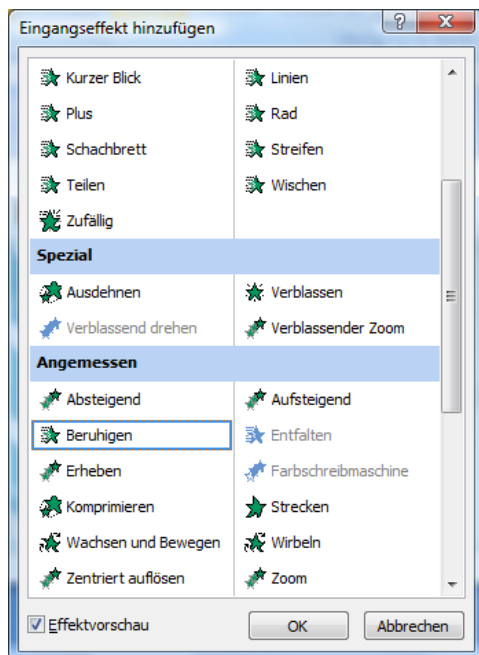 Eingangseffekt hinzufügen
Kurzer Blick Linien
Plus Rad
Schachbrett Streifen
Teilen Wischen
Zufällig
Spezial
Ausdehnen Verblassen
Verblassend drehen Verblassender Zoom
Angemessen
Absteigend Aufsteigend
Beruhigen Entfalten
Erheben Farbschreibmaschine
Komprimieren Strecken
Wachsen und Bewegen Wirbeln
Zentriert auflösen Zoom
Effektvorschau OK Abbrechen